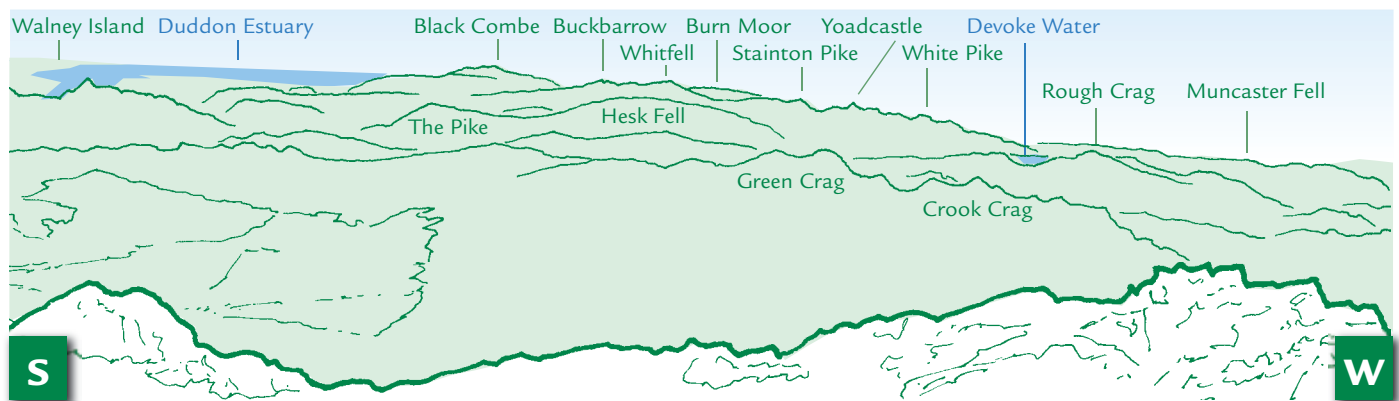 Walney Island
Duddon Estuary
Black Combe
Buckbarrow
Burn Moor
Yoadcastle
Devoke Water
Whitfell
Stainton Pike
White Pike
Rough Crag
Muncaster Fell
The Pike
Hesk Fell
Green Crag
Crook Crag
S
W